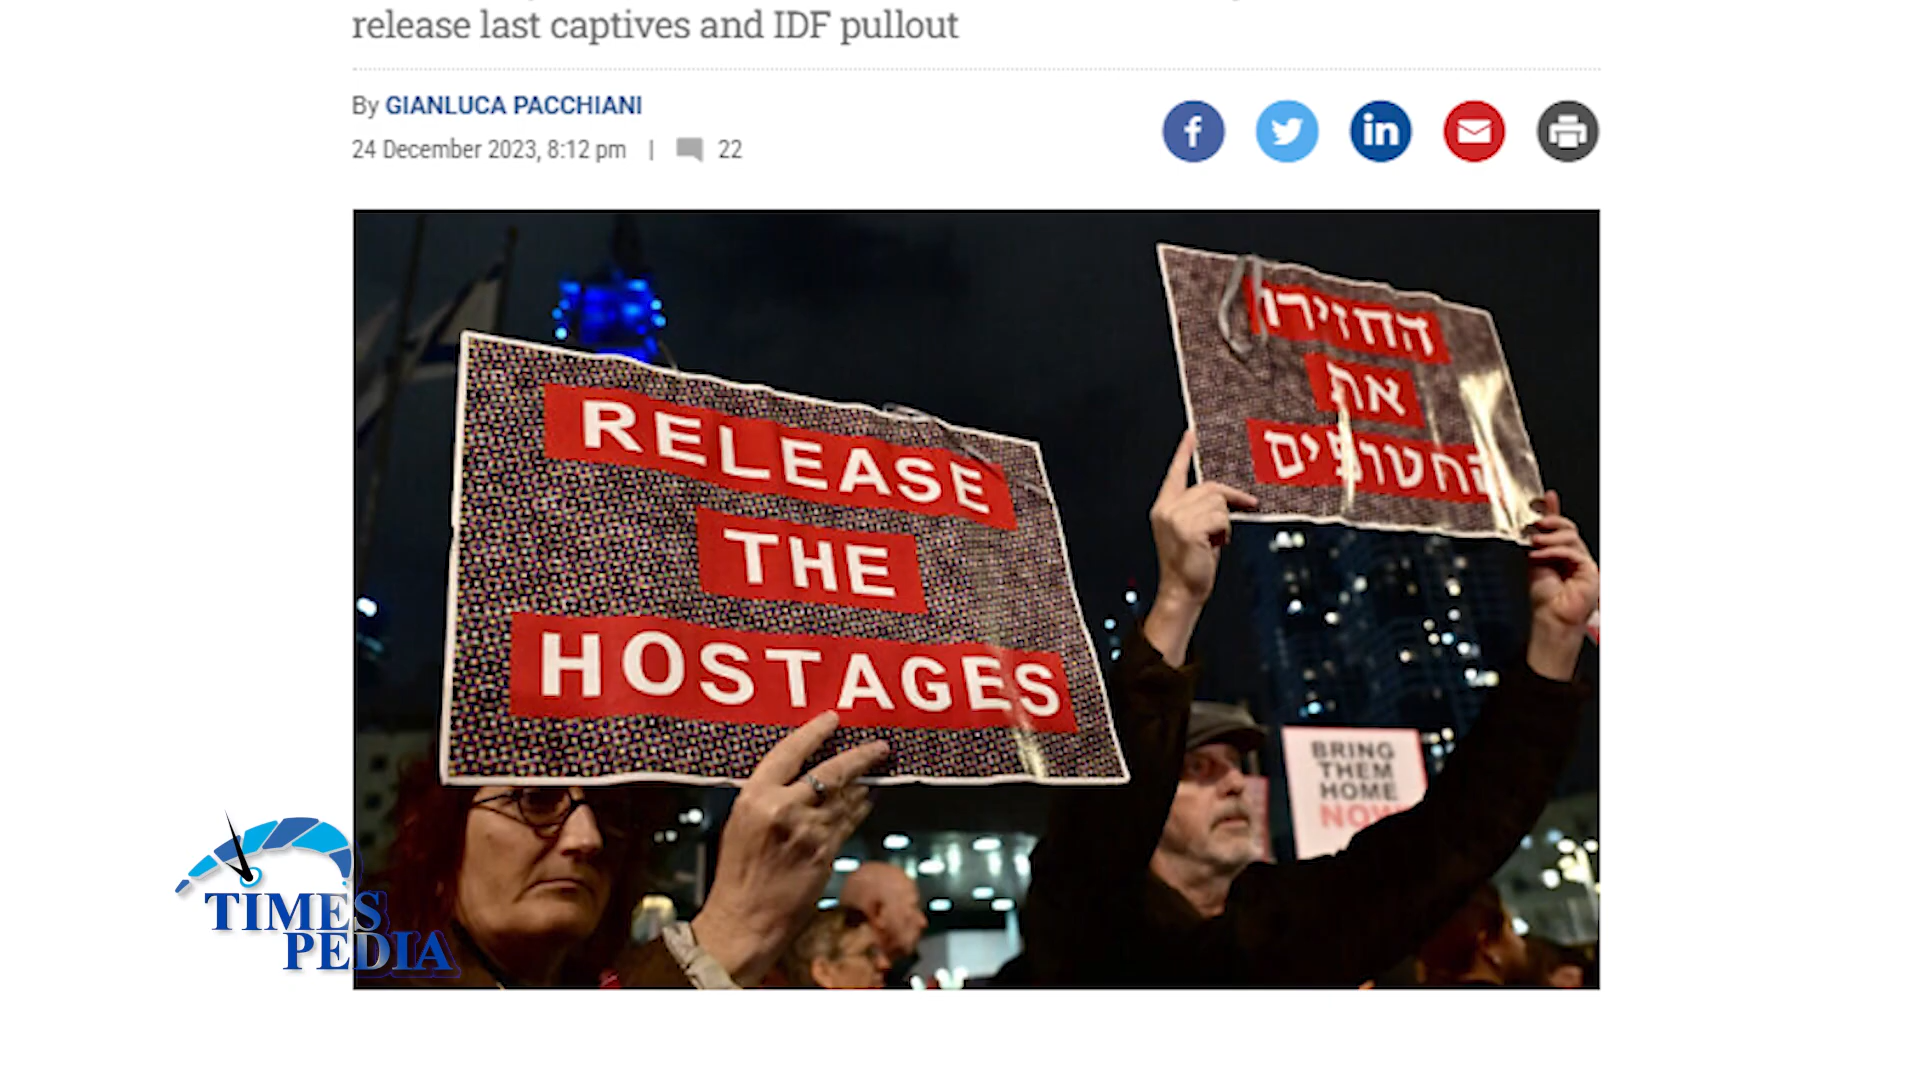 release last captives and IDF pullout
By GIANLUCA PACCHIANI
24 December 2023, 8:12 pm | 22
RELEASE
THE
HOSTAGES
החזירו
את
החטופים
BRING
THEM
HOME
NOW
TIMES
PEDIA